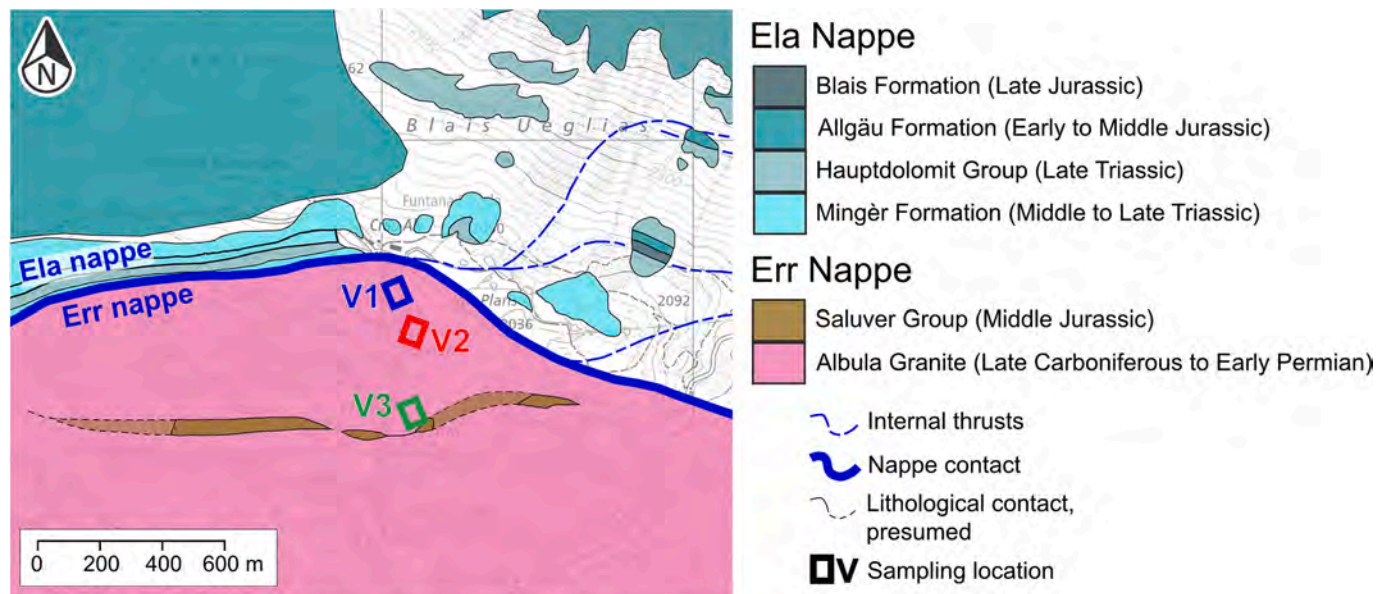 N
Blais Ueglias
Funtana
2092
Plans
2036
Ela nappe
Err nappe
V1
V2
V3
0 200 400 600 m
Ela Nappe
Blais Formation (Late Jurassic)
Allgäu Formation (Early to Middle Jurassic)
Hauptdolomit Group (Late Triassic)
Mingèr Formation (Middle to Late Triassic)
Err Nappe
Saluver Group (Middle Jurassic)
Albula Granite (Late Carboniferous to Early Permian)
Internal thrusts
Nappe contact
Lithological contact,
presumed
V Sampling location